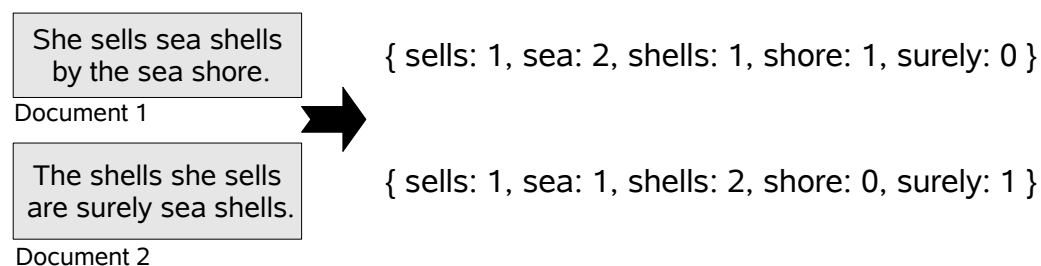 She sells sea shells
by the sea shore.
Document 1
{ sells: 1, sea: 2, shells: 1, shore: 1, surely: 0 }
The shells she sells
are surely sea shells.
Document 2
{ sells: 1, sea: 1, shells: 2, shore: 0, surely: 1 }